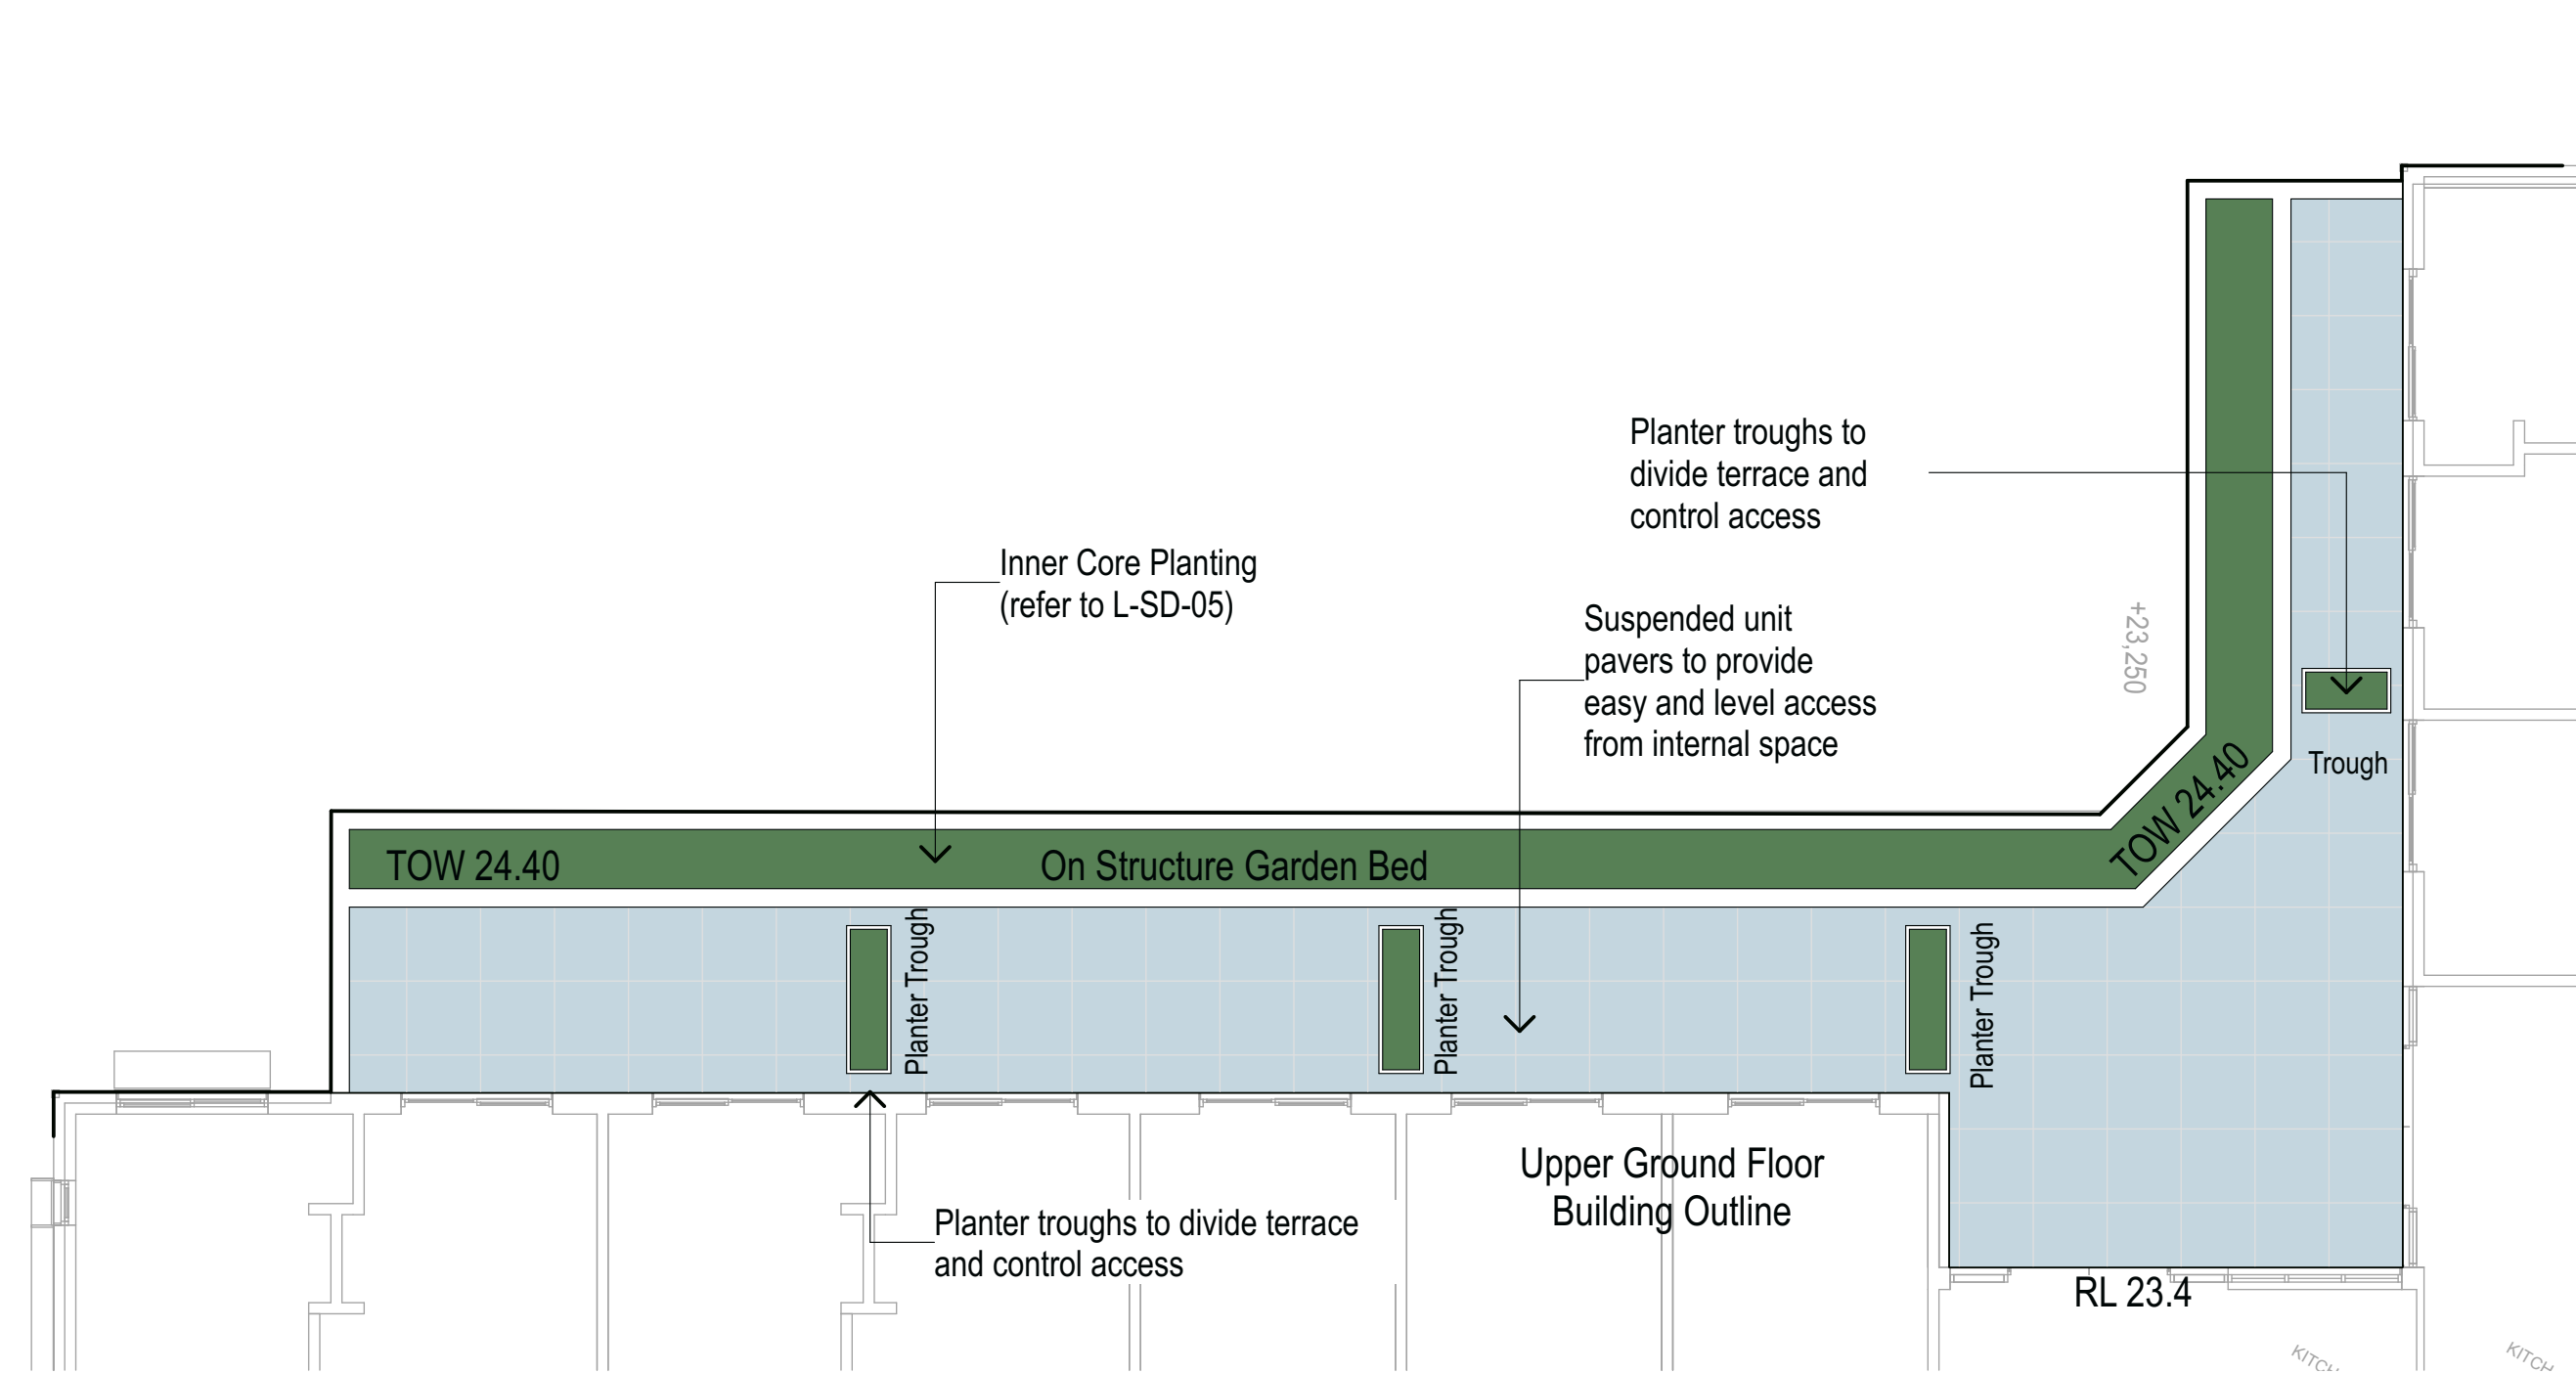 Planter troughs to
divide terrace and
control access
Inner Core Planting
(refer to L-SD-05)
Suspended unit
pavers to provide
easy and level access
from internal space
+23,250
Trough
TOW 24.40
TOW 24.40
On Structure Garden Bed
Planter Trough
Planter Trough
Planter Trough
Upper Ground Floor
Building Outline
Planter troughs to divide terrace
and control access
RL 23.4
KITCH
KITCH